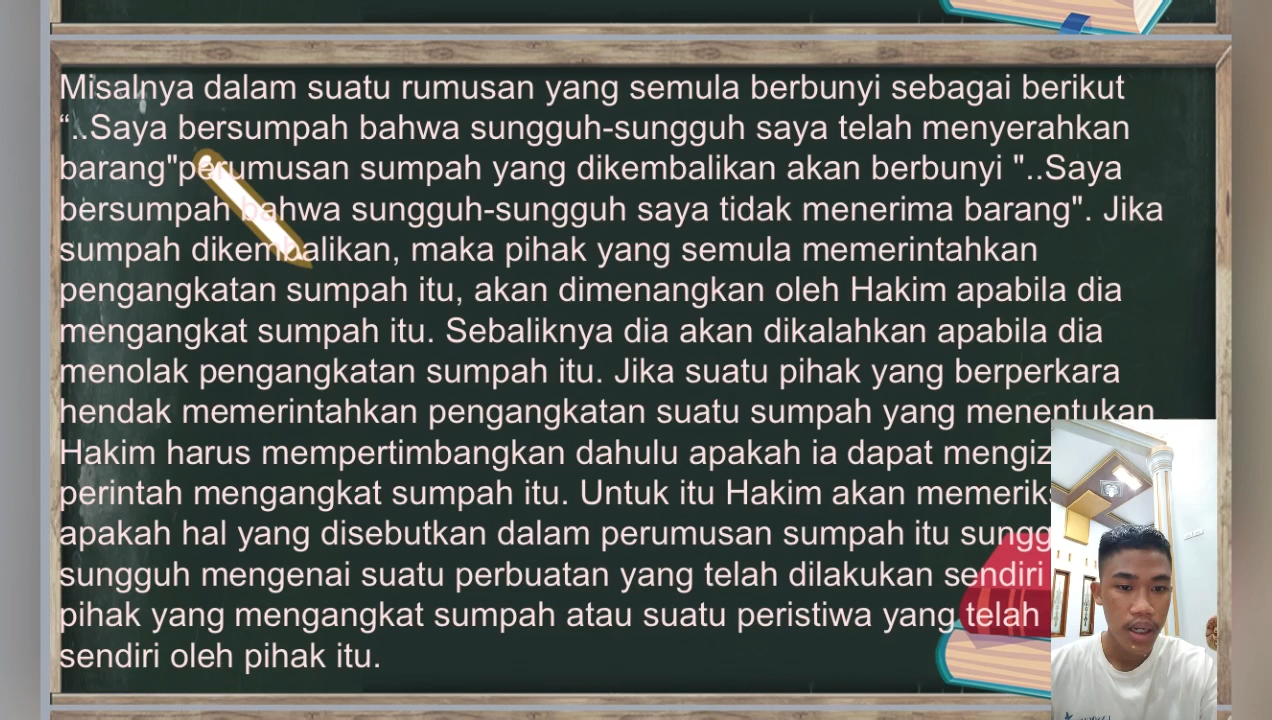 Misalnya dalam suatu rumusan yang semula berbunyi sebagai berikut
“..Saya bersumpah bahwa sungguh-sungguh saya telah menyerahkan
barang"perumusan sumpah yang dikembalikan akan berbunyi "..Saya
bersumpah bahwa sungguh-sungguh saya tidak menerima barang". Jika
sumpah dikembalikan, maka pihak yang semula memerintahkan
pengangkatan sumpah itu, akan dimenangkan oleh Hakim apabila dia
mengangkat sumpah itu. Sebaliknya dia akan dikalahkan apabila dia
menolak pengangkatan sumpah itu. Jika suatu pihak yang berperkara
hendak memerintahkan pengangkatan suatu sumpah yang menentukan
Hakim harus mempertimbangkan dahulu apakah ia dapat
perintah mengangkat sumpah itu. Untuk itu Hakim akan
apakah hal yang disebutkan dalam perumusan sumpah itu
sungguh mengenai suatu perbuatan yang telah dilakukan sendiri
pihak yang mengangkat sumpah atau suatu peristiwa yang telah
sendiri oleh pihak itu.